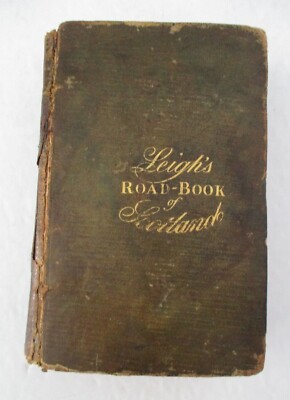 Leigh's
ROAD-BOOK
of
Scotland